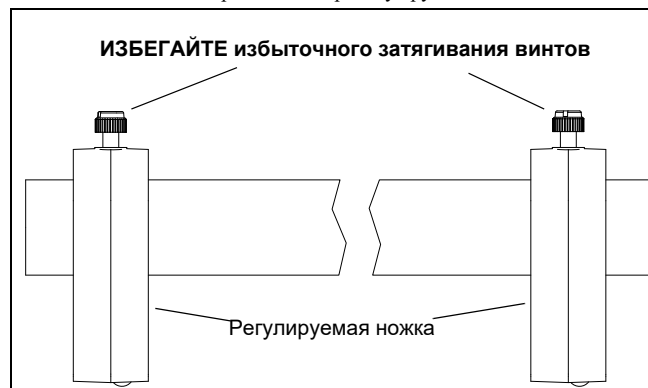 ИЗБЕГАЙТЕ избыточного затягивания винтов
Регулируемая ножка